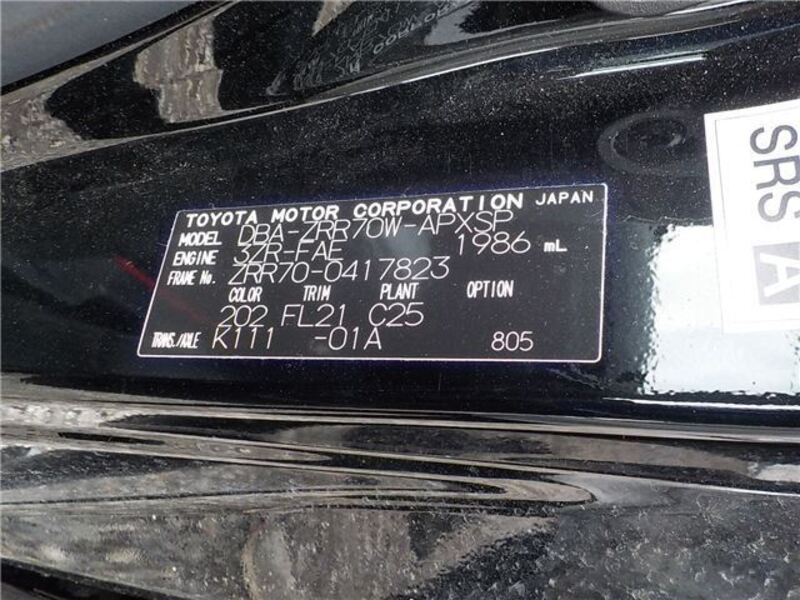 TOYOTA MOTOR CORPORATION JAPAN
MODEL DBA-ZRR70W-APXSP
ENGINE 3ZR-FAE 1986 mL
FRAME No. ZRR70-0417823
COLOR TRIM PLANT OPTION
202 FL21 C25
TRANS./AXLE K111 -01A 805
SRS A